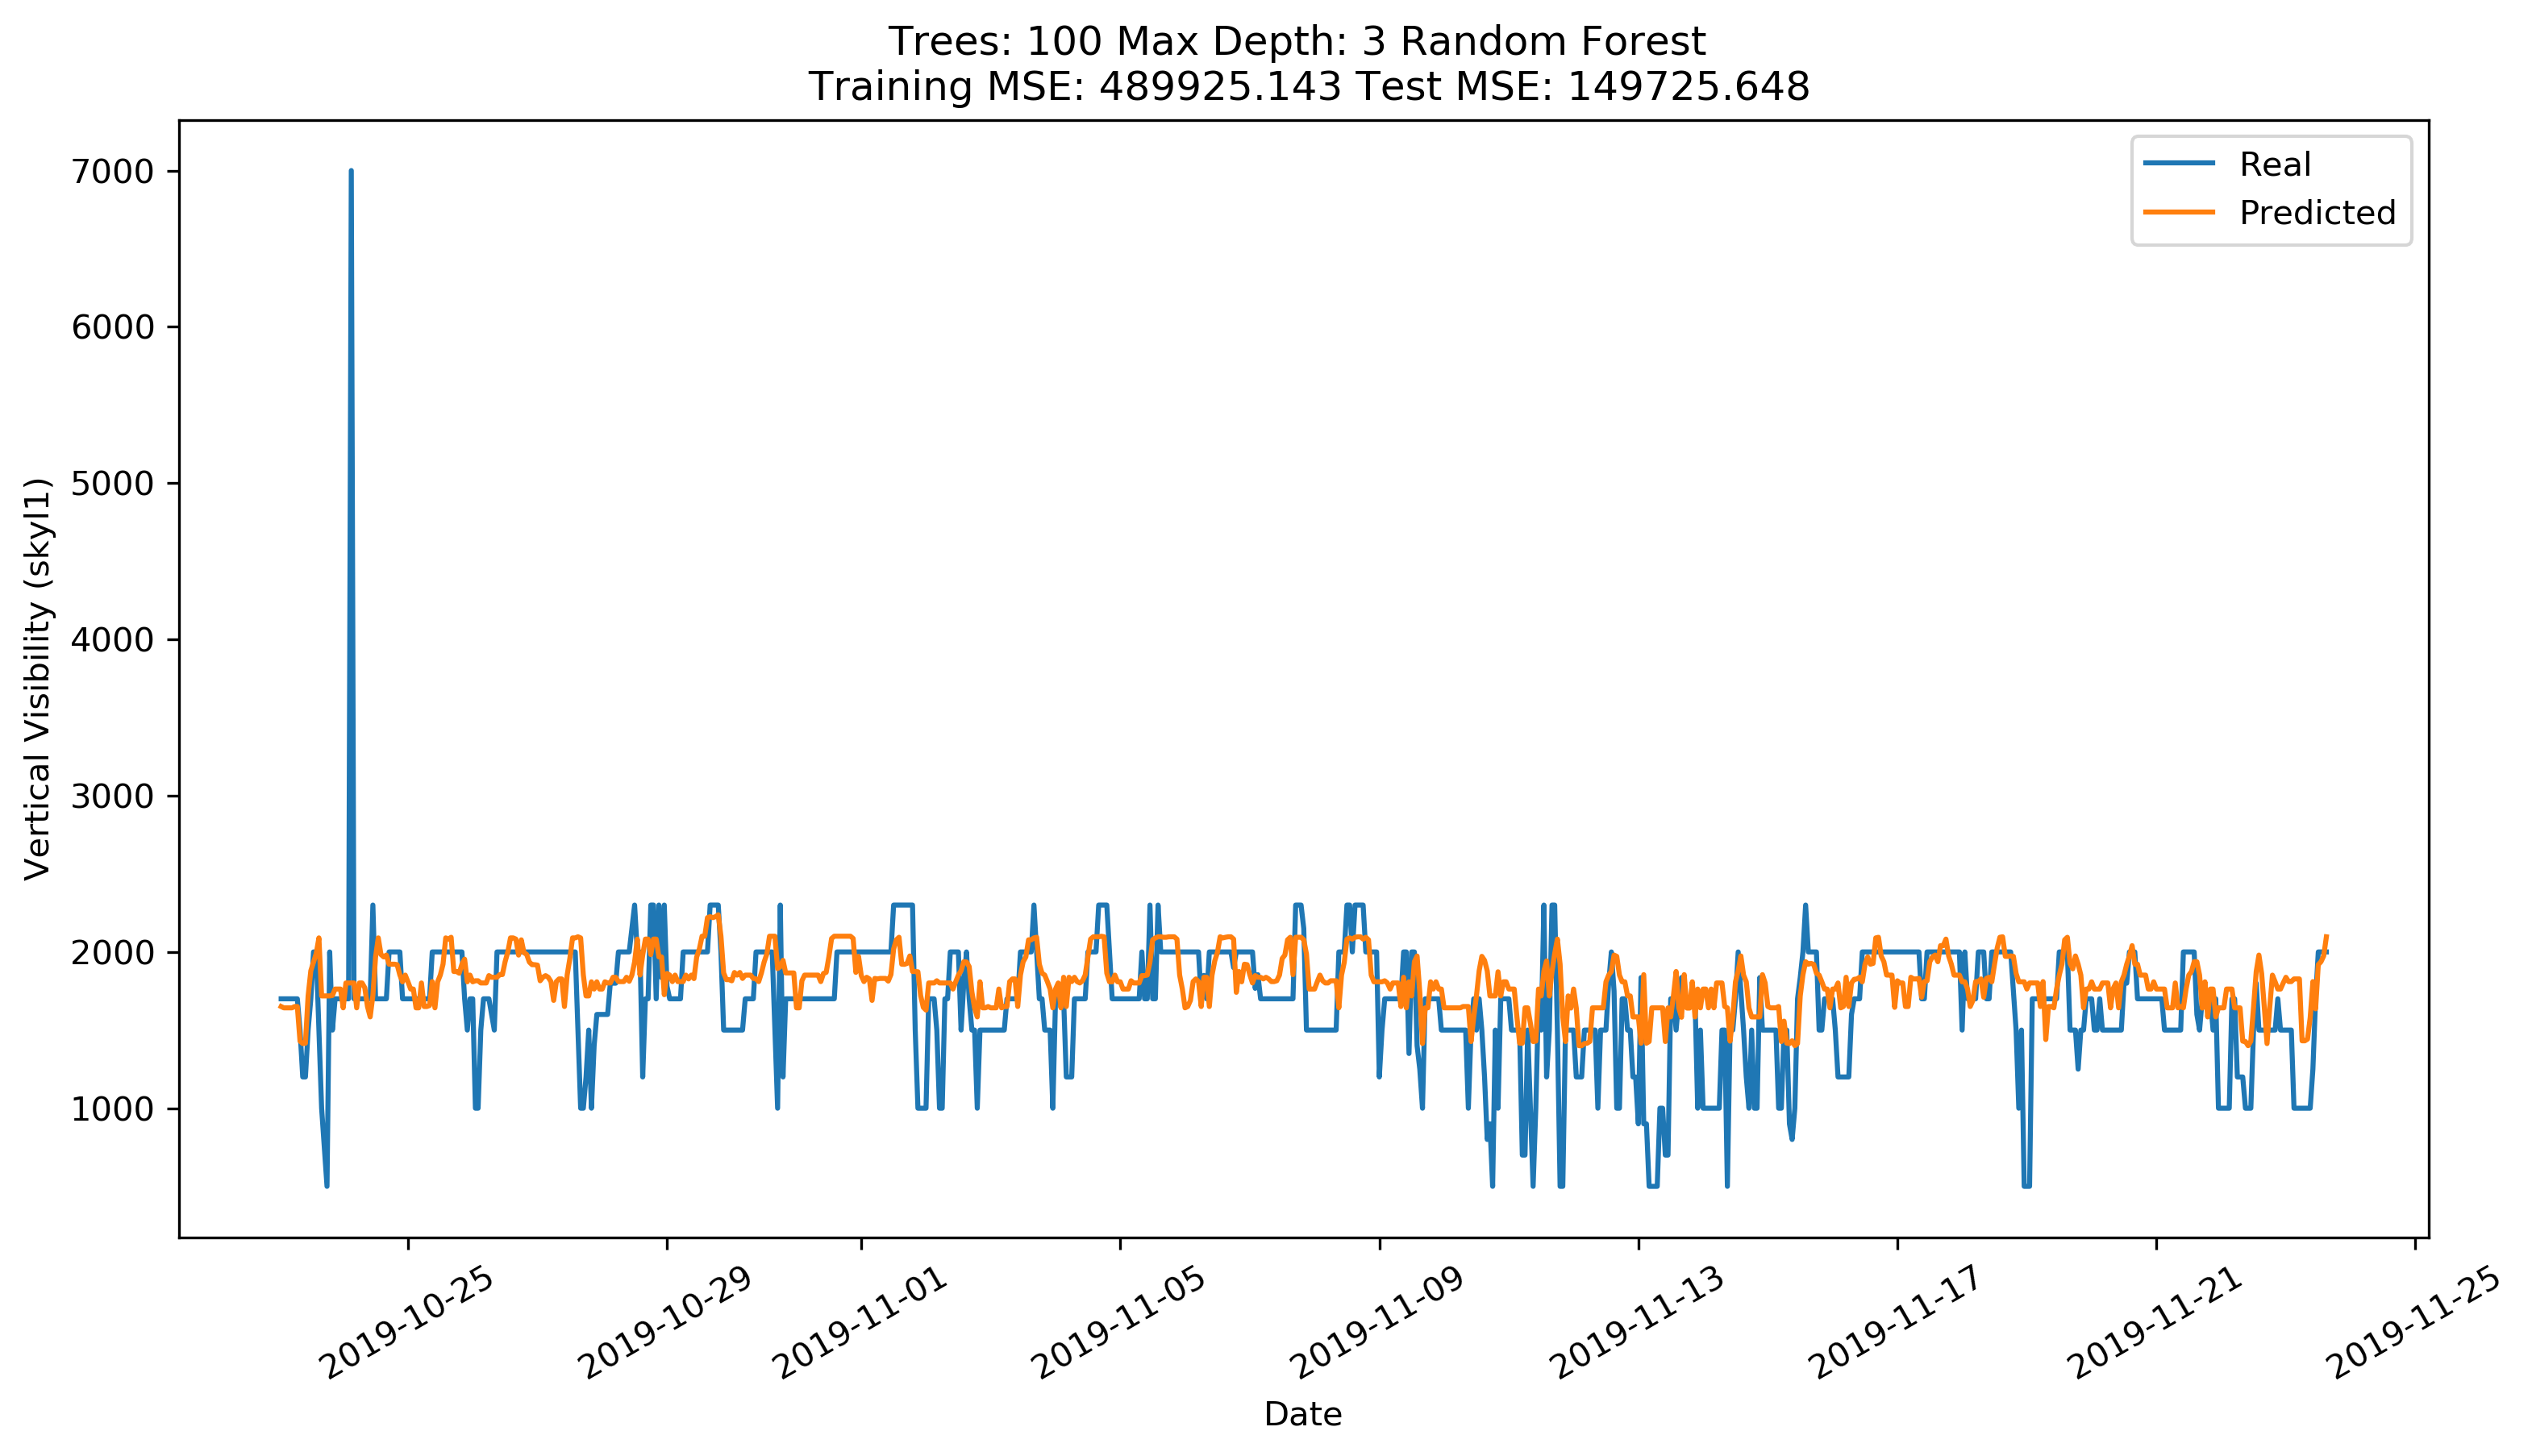 Trees: 100 Max Depth: 3 Random Forest
Training MSE: 489925.143 Test MSE: 149725.648
Real
Predicted
7000
6000
5000
4000
3000
2000
1000
Vertical Visibility (skyl1)
2019-10-25
2019-10-29
2019-11-01
2019-11-05
2019-11-09
2019-11-13
2019-11-17
2019-11-21
2019-11-25
Date